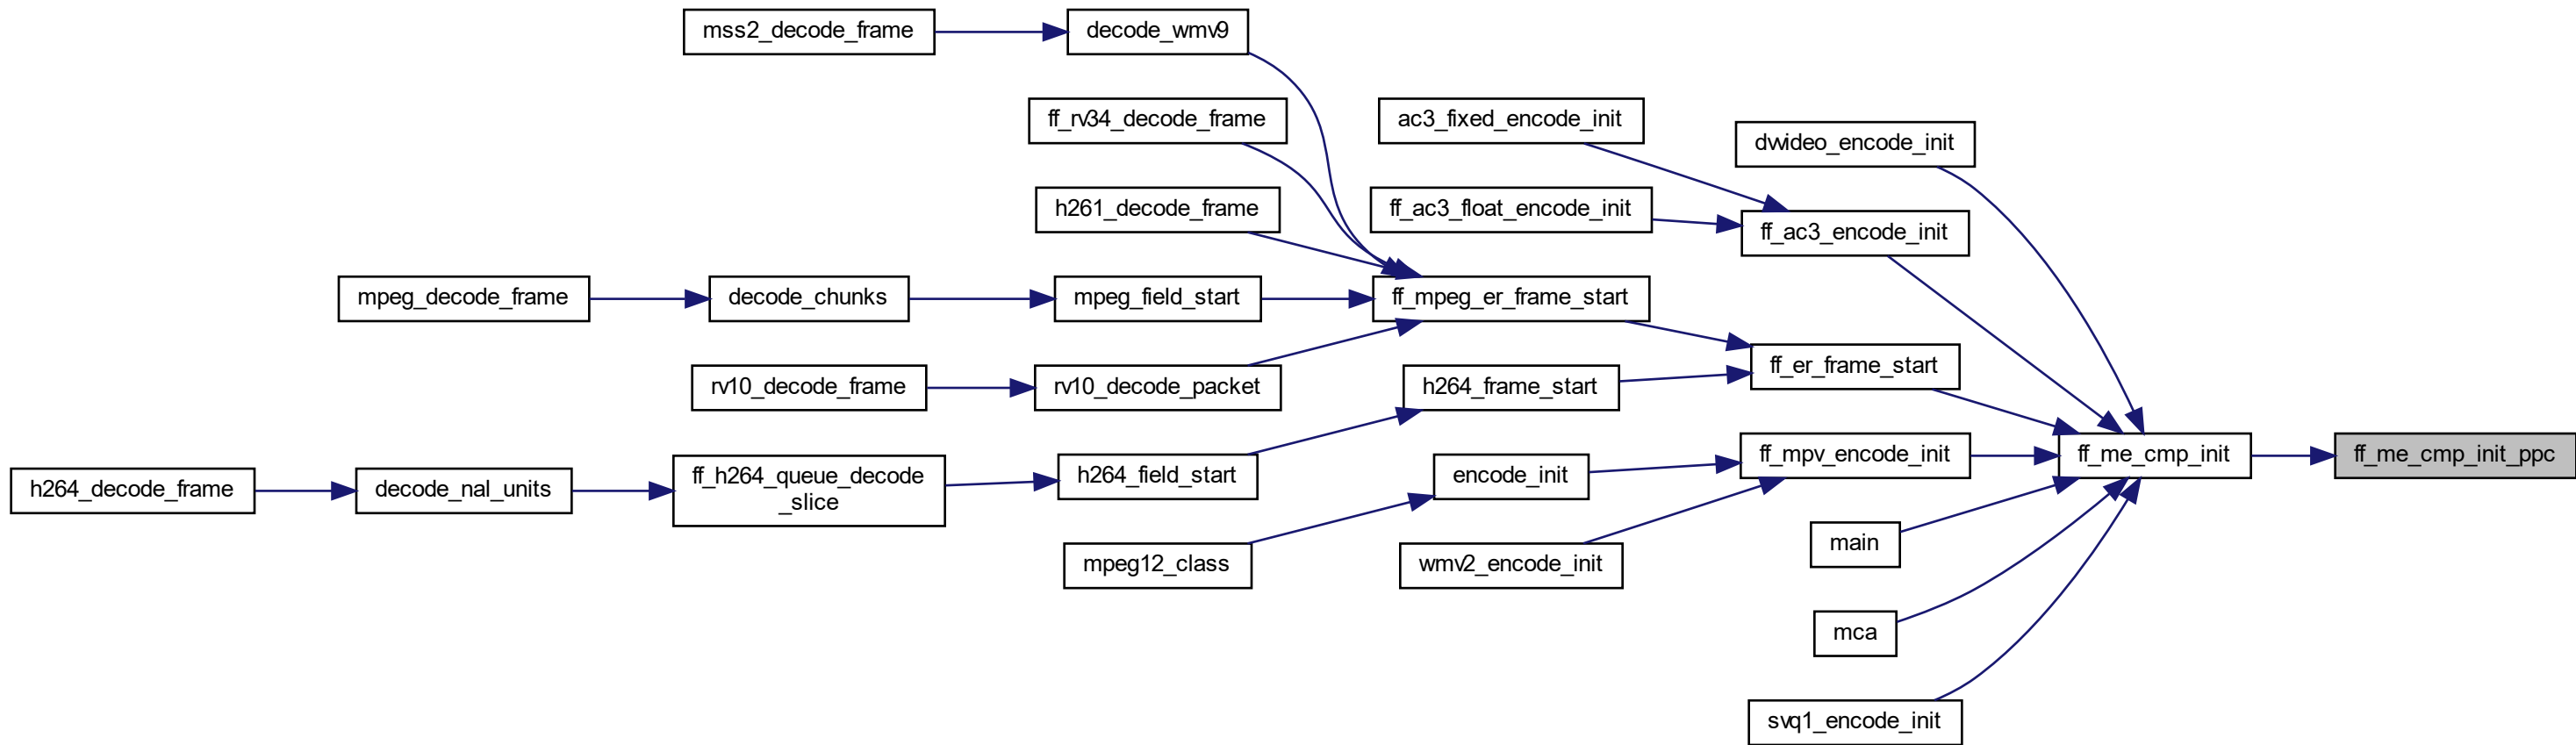 mss2_decode_frame
decode_wmv9
ff_rv34_decode_frame
ac3_fixed_encode_init
dvvideo_encode_init
h261_decode_frame
ff_ac3_float_encode_init
ff_ac3_encode_init
mpeg_decode_frame
decode_chunks
mpeg_field_start
ff_mpeg_er_frame_start
rv10_decode_frame
rv10_decode_packet
h264_frame_start
ff_er_frame_start
h264_decode_frame
decode_nal_units
ff_h264_queue_decode
_slice
h264_field_start
encode_init
ff_mpv_encode_init
ff_me_cmp_init
ff_me_cmp_init_ppc
mpeg12_class
wmv2_encode_init
main
mca
svq1_encode_init